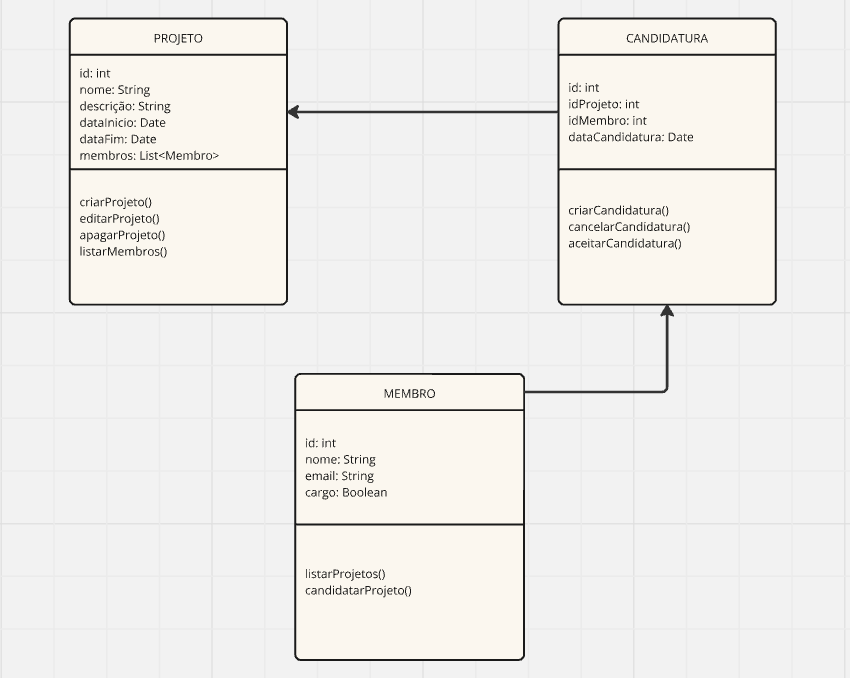 PROJETO
id: int
nome: String
descrição: String
dataInicio: Date
dataFim: Date
membros: List<Membro>
criarProjeto()
editarProjeto()
apagarProjeto()
listarMembros()
CANDIDATURA
id: int
idProjeto: int
idMembro: int
dataCandidatura: Date
criarCandidatura()
cancelarCandidatura()
aceitarCandidatura()
MEMBRO
id: int
nome: String
email: String
cargo: Boolean
listarProjetos()
candidatarProjeto()